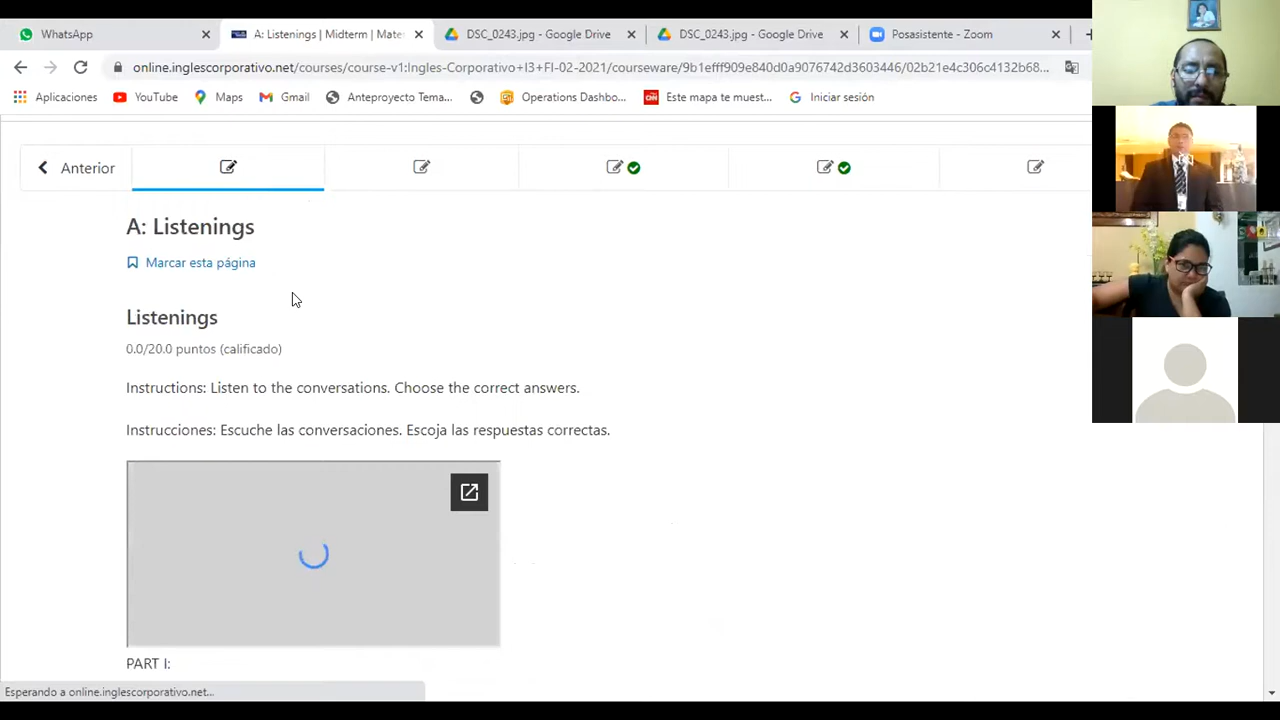 WhatsApp
A: Listenings | Midterm | Mate
DSC_0243.jpg - Google Drive
DSC_0243.jpg - Google Drive
Posasistente - Zoom
online.inglescorporativo.net/courses/course-v1:Ingles-Corporativo+I3+FI-02-2021/courseware/9b1efff909e840d0a9076742d3603446/02b21e4c306c4132b68...
Aplicaciones
YouTube
Maps
Gmail
Anteproyecto Tema...
Operations Dashbo...
Este mapa te muest...
Iniciar sesión
Anterior
A: Listenings
Marcar esta página
Listenings
0.0/20.0 puntos (calificado)
Instructions: Listen to the conversations. Choose the correct answers.
Instrucciones: Escuche las conversaciones. Escoja las respuestas correctas.
PART I:
Esperando a online.inglescorporativo.net...